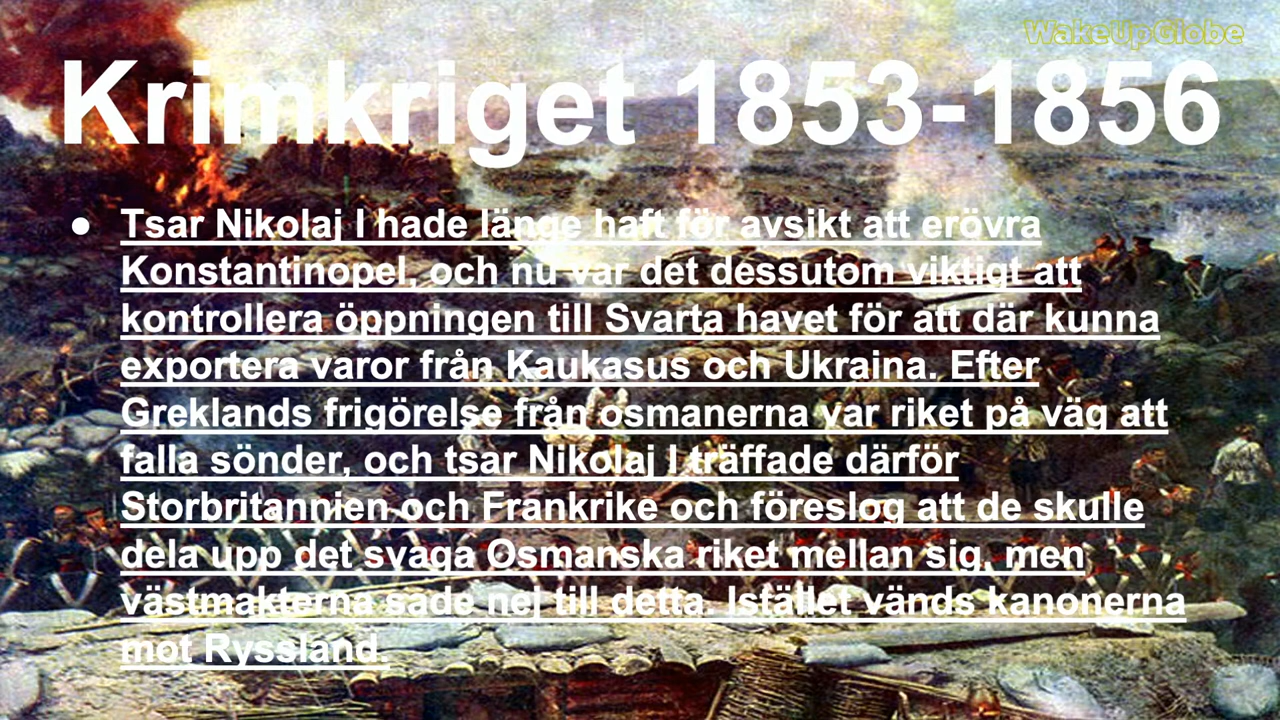 WakeUpGlobe
Krimkriget 1853-1856
● Tsar Nikolaj I hade länge haft för avsikt att erövra
Konstantinopel, och nu var det dessutom viktigt att
kontrollera öppningen till Svarta havet för att där kunna
exportera varor från Kaukasus och Ukraina. Efter
Greklands frigörelse från osmanerna var riket på väg att
falla sönder, och tsar Nikolaj I träffade därför
Storbritannien och Frankrike och föreslog att de skulle
dela upp det svaga Osmanska riket mellan sig, men
västmakterna sade nej till detta. Istället vänds kanonerna
mot Ryssland.